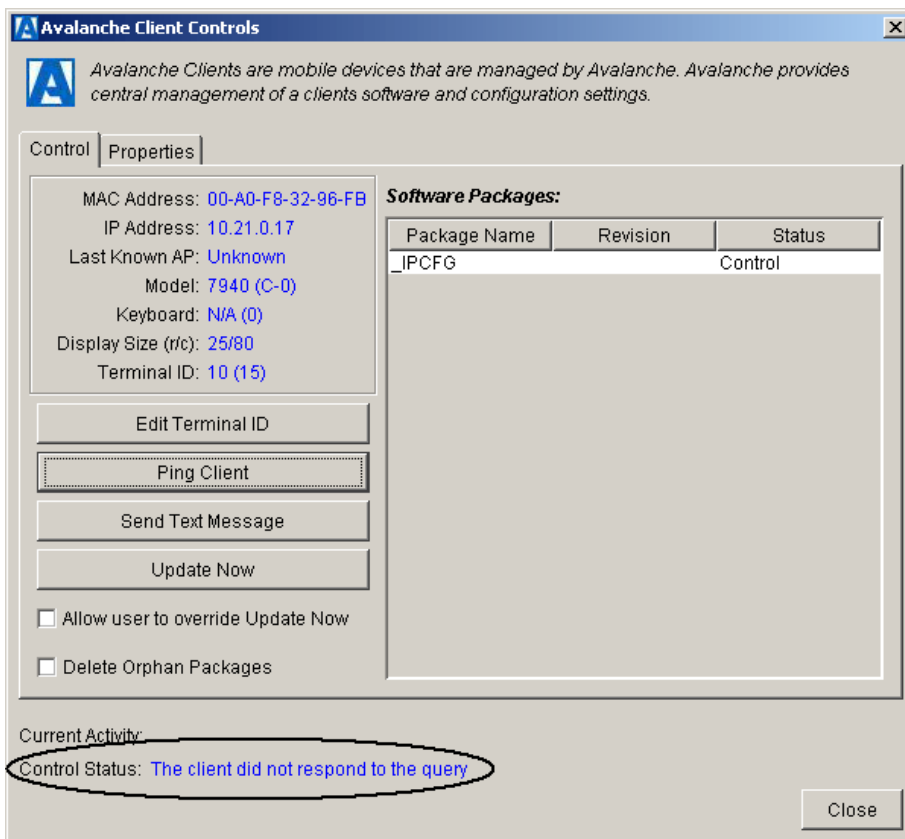 Avalanche Client Controls
Avalanche Clients are mobile devices that are managed by Avalanche. Avalanche provides
central management of a clients software and configuration settings.
Control
Properties
MAC Address: 00-A0-F8-32-96-FB
IP Address: 10.21.0.17
Last Known AP: Unknown
Model: 7940 (C-0)
Keyboard: N/A (0)
Display Size (r/c): 25/80
Terminal ID: 10 (15)
Edit Terminal ID
Ping Client
Send Text Message
Update Now
Allow user to override Update Now
Delete Orphan Packages
Software Packages:
Package Name Revision Status
_IPCFG Control
Current Activity:
Control Status: The client did not respond to the query
Close